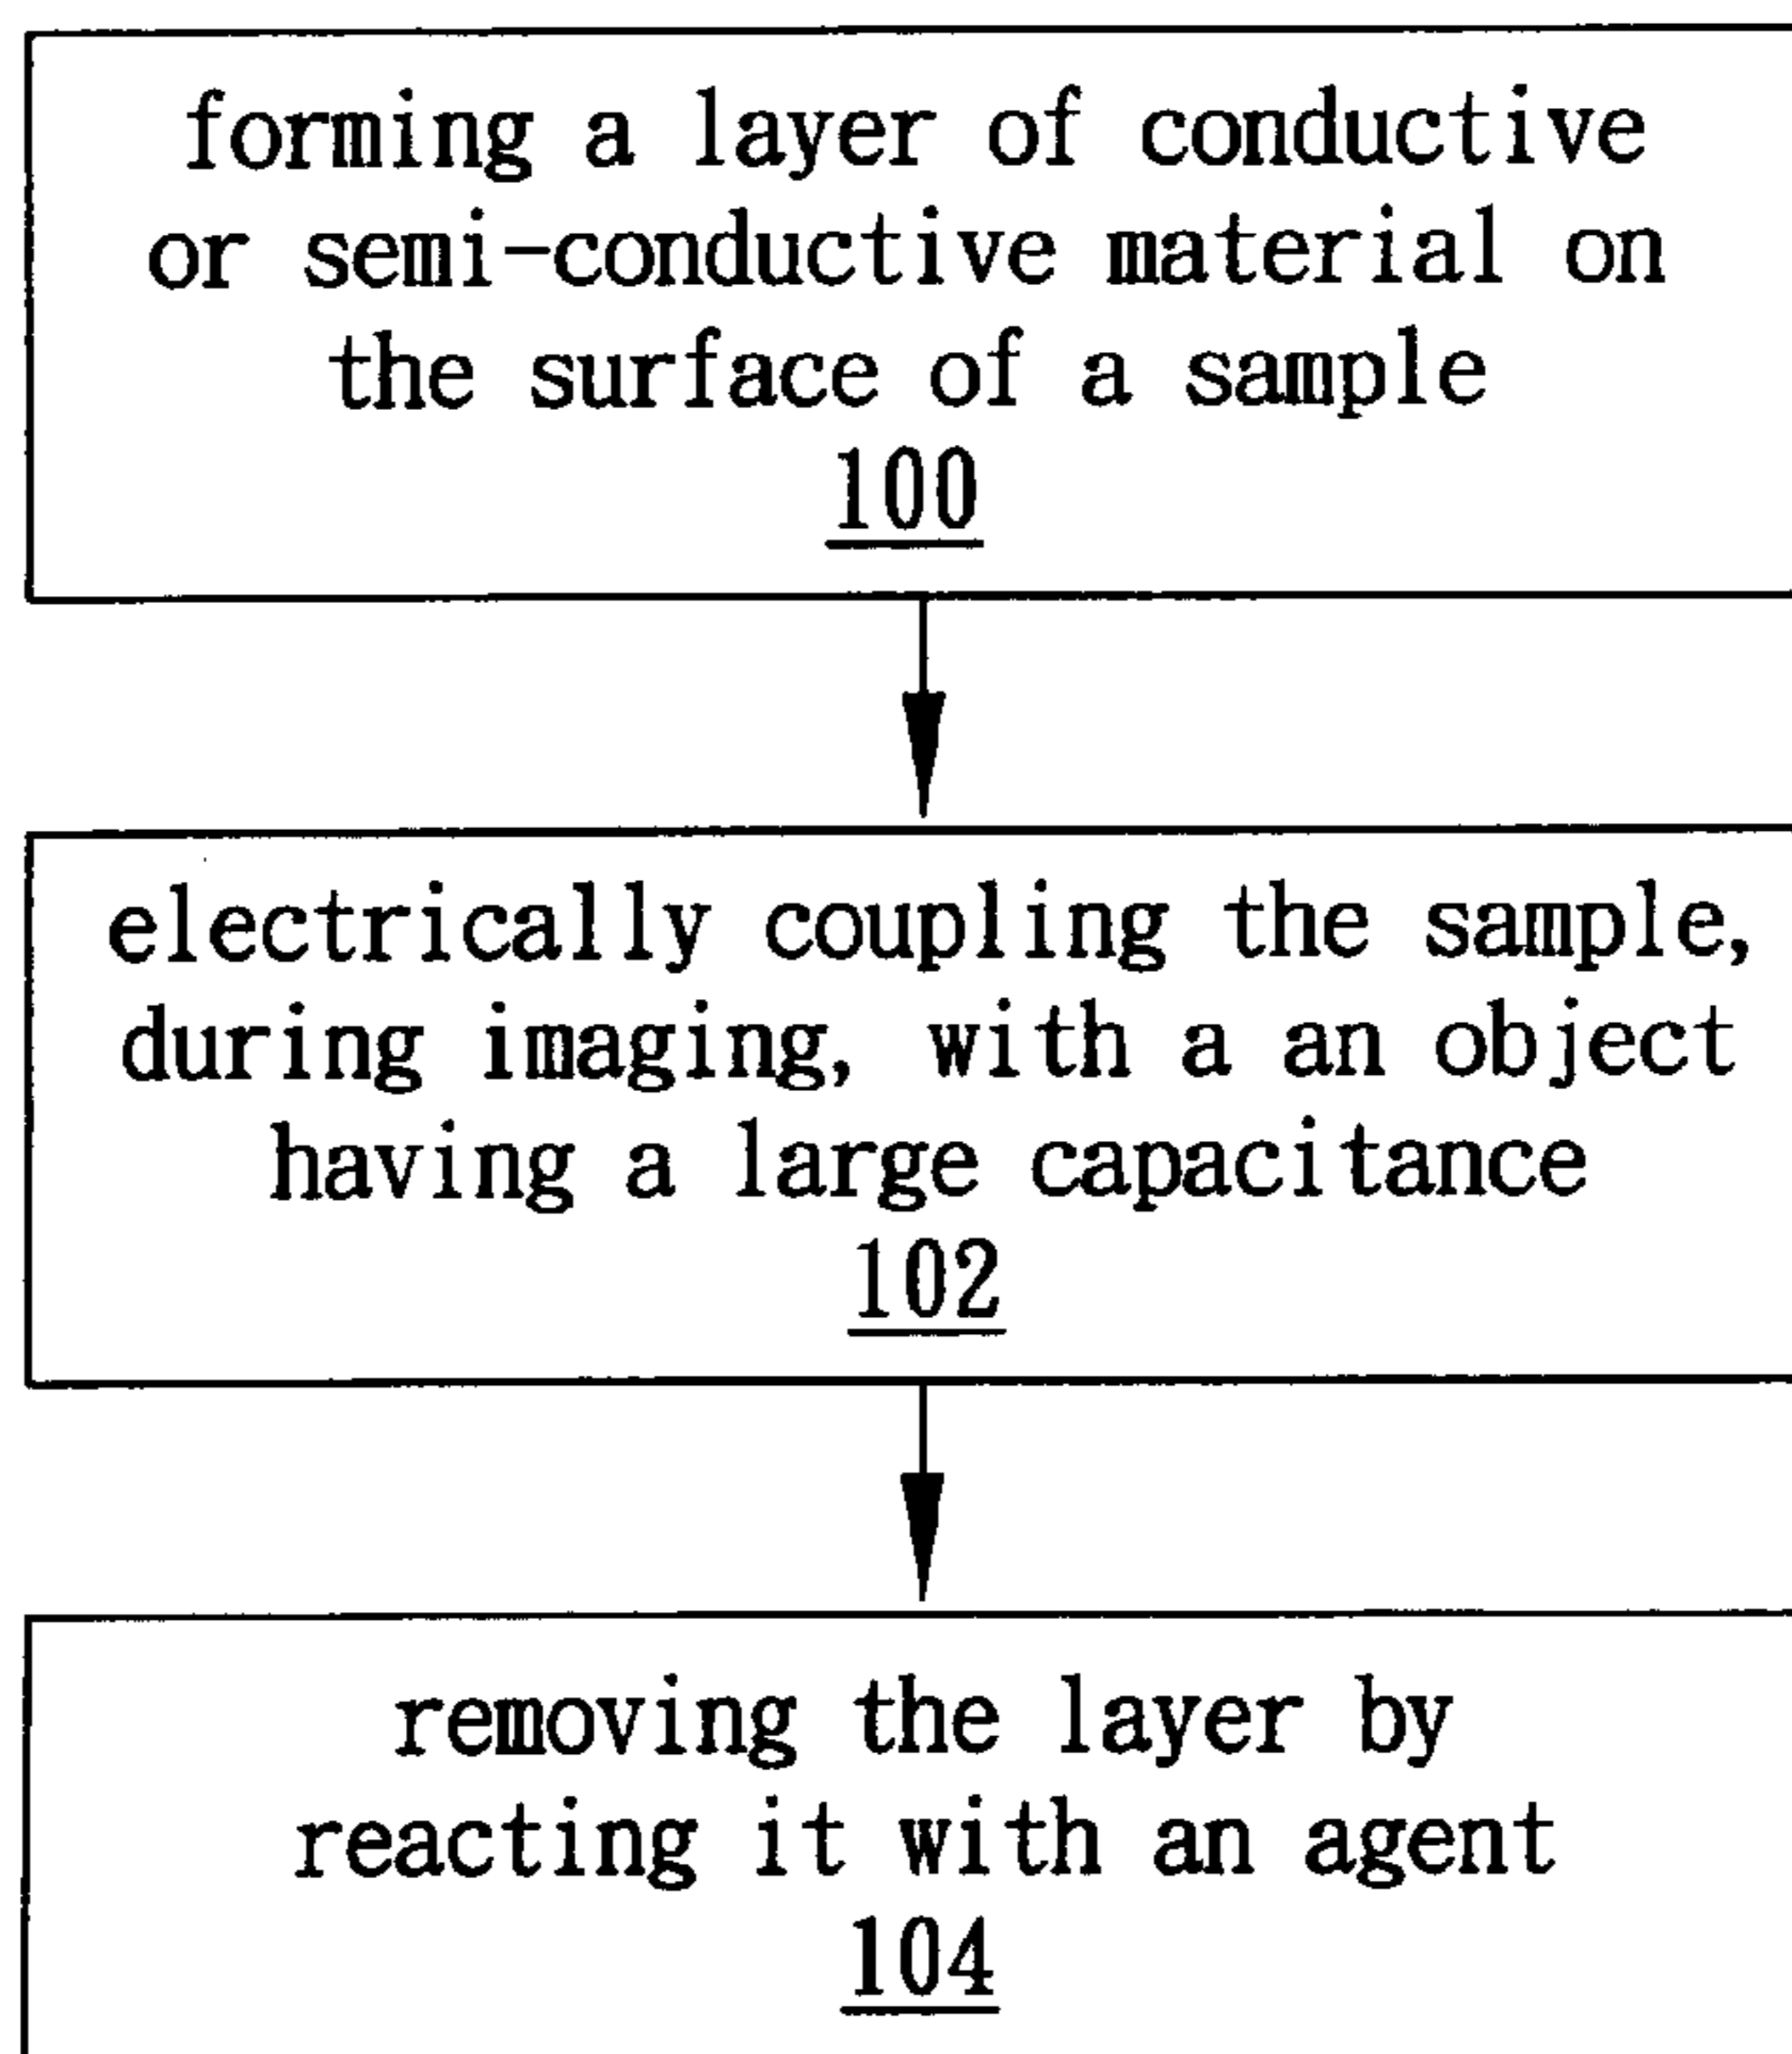 forming a layer of conductive
or semi-conductive material on
the surface of a sample
100
electrically coupling the sample,
during imaging, with a an object
having a large capacitance
102
removing the layer by
reacting it with an agent
104